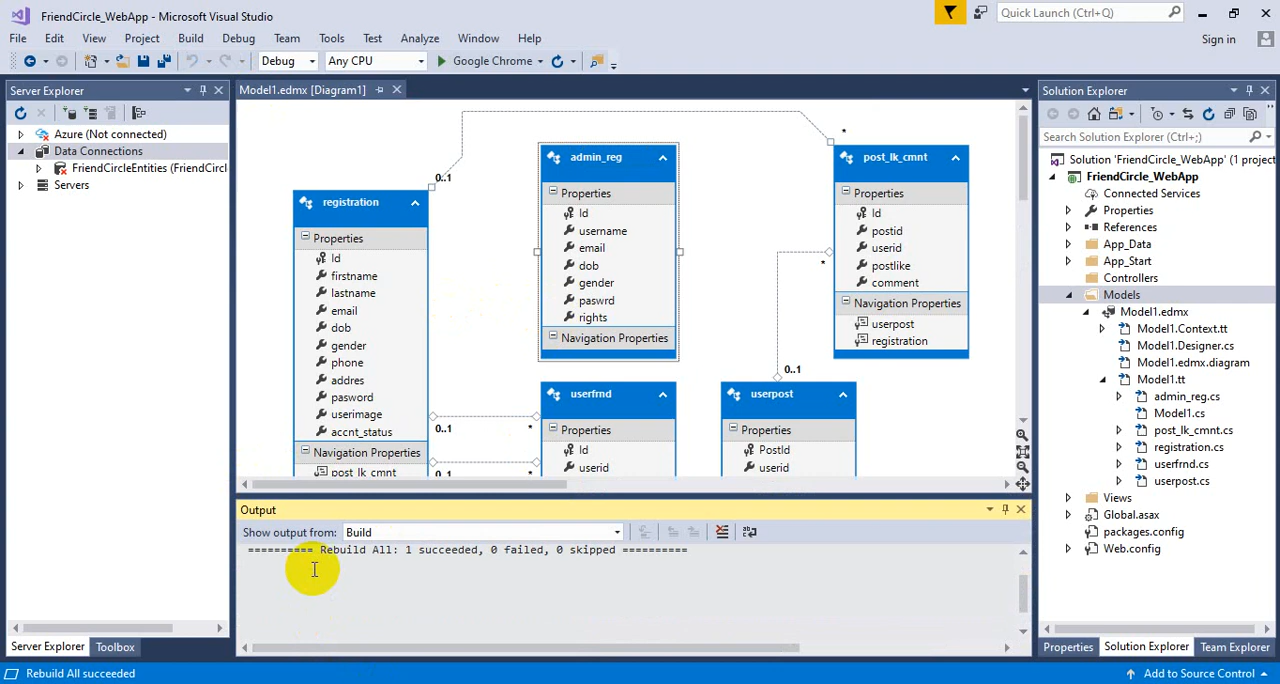 FriendCircle_WebApp - Microsoft Visual Studio
Quick Launch (Ctrl+Q)
File Edit View Project Build Debug Team Tools Test Analyze Window Help
Sign in
Debug Any CPU Google Chrome
Server Explorer
Azure (Not connected)
Data Connections
FriendCircleEntities (FriendCircl
Servers
Server Explorer Toolbox
Model1.edmx [Diagram1]
registration
Properties
Id
firstname
lastname
email
dob
gender
phone
addres
pasword
userimage
accnt_status
Navigation Properties
post_lk_cmnt
0..1
0..1
*
0..1
*
admin_reg
Properties
Id
username
email
dob
gender
paswrd
rights
Navigation Properties
userfrnd
Properties
Id
userid
*
post_lk_cmnt
Properties
Id
postid
userid
postlike
comment
Navigation Properties
userpost
registration
*
0..1
userpost
Properties
PostId
userid
Output
Show output from: Build
========== Rebuild All: 1 succeeded, 0 failed, 0 skipped ==========
Solution Explorer
Search Solution Explorer (Ctrl+;)
Solution 'FriendCircle_WebApp' (1 project
FriendCircle_WebApp
Connected Services
Properties
References
App_Data
App_Start
Controllers
Models
Model1.edmx
Model1.Context.tt
Model1.Designer.cs
Model1.edmx.diagram
Model1.tt
admin_reg.cs
Model1.cs
post_lk_cmnt.cs
registration.cs
userfrnd.cs
userpost.cs
Views
Global.asax
packages.config
Web.config
Properties Solution Explorer Team Explorer
Rebuild All succeeded
Add to Source Control